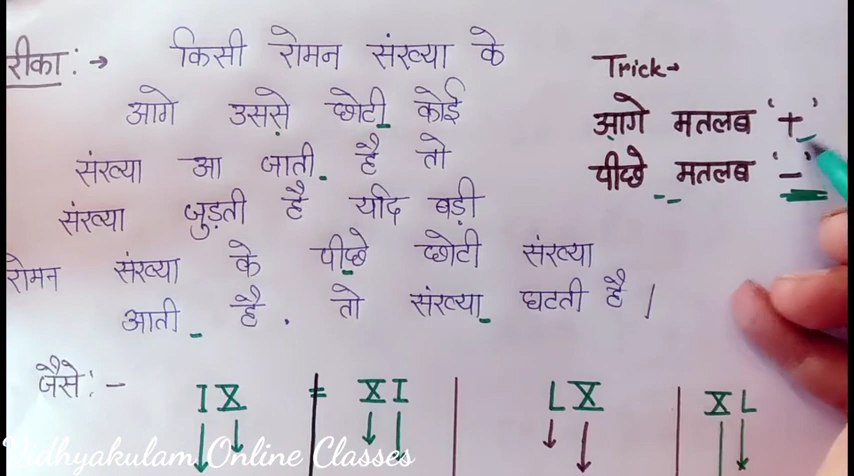 रीका : → किसी रोमन संख्या के
आगे उससे छोटी कोई
संख्या आ जाती है तो
संख्या जुड़ती है यदि बड़ी
रोमन संख्या के पीछे छोटी संख्या
आती है . तो संख्या घटती है |
Trick →
आगे मतलब '+'
पीछे मतलब '-'
जैसे : -
IX = XI | LX | XL
Vidhyakulam Online Classes